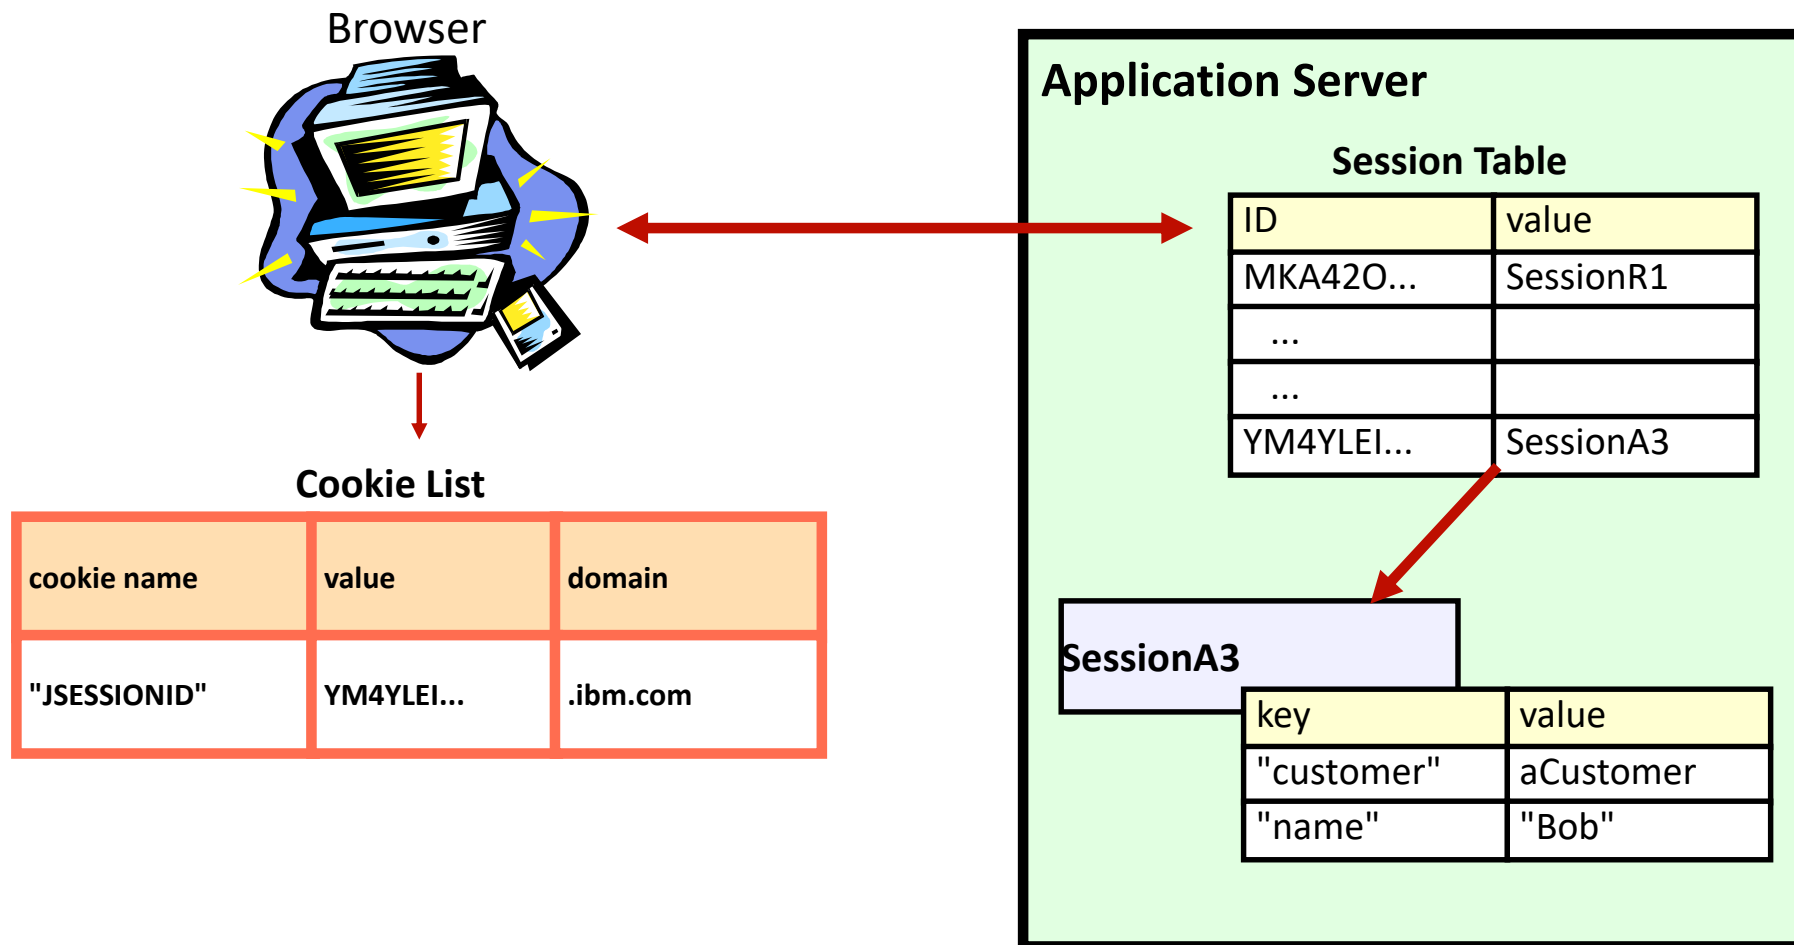 Browser
Application Server
Session Table
ID value
MKA42O... SessionR1
...
...
YM4YLEI... SessionA3
Cookie List
cookie name value domain
"JSESSIONID" YM4YLEI... .ibm.com
SessionA3
key value
"customer" aCustomer
"name" "Bob"